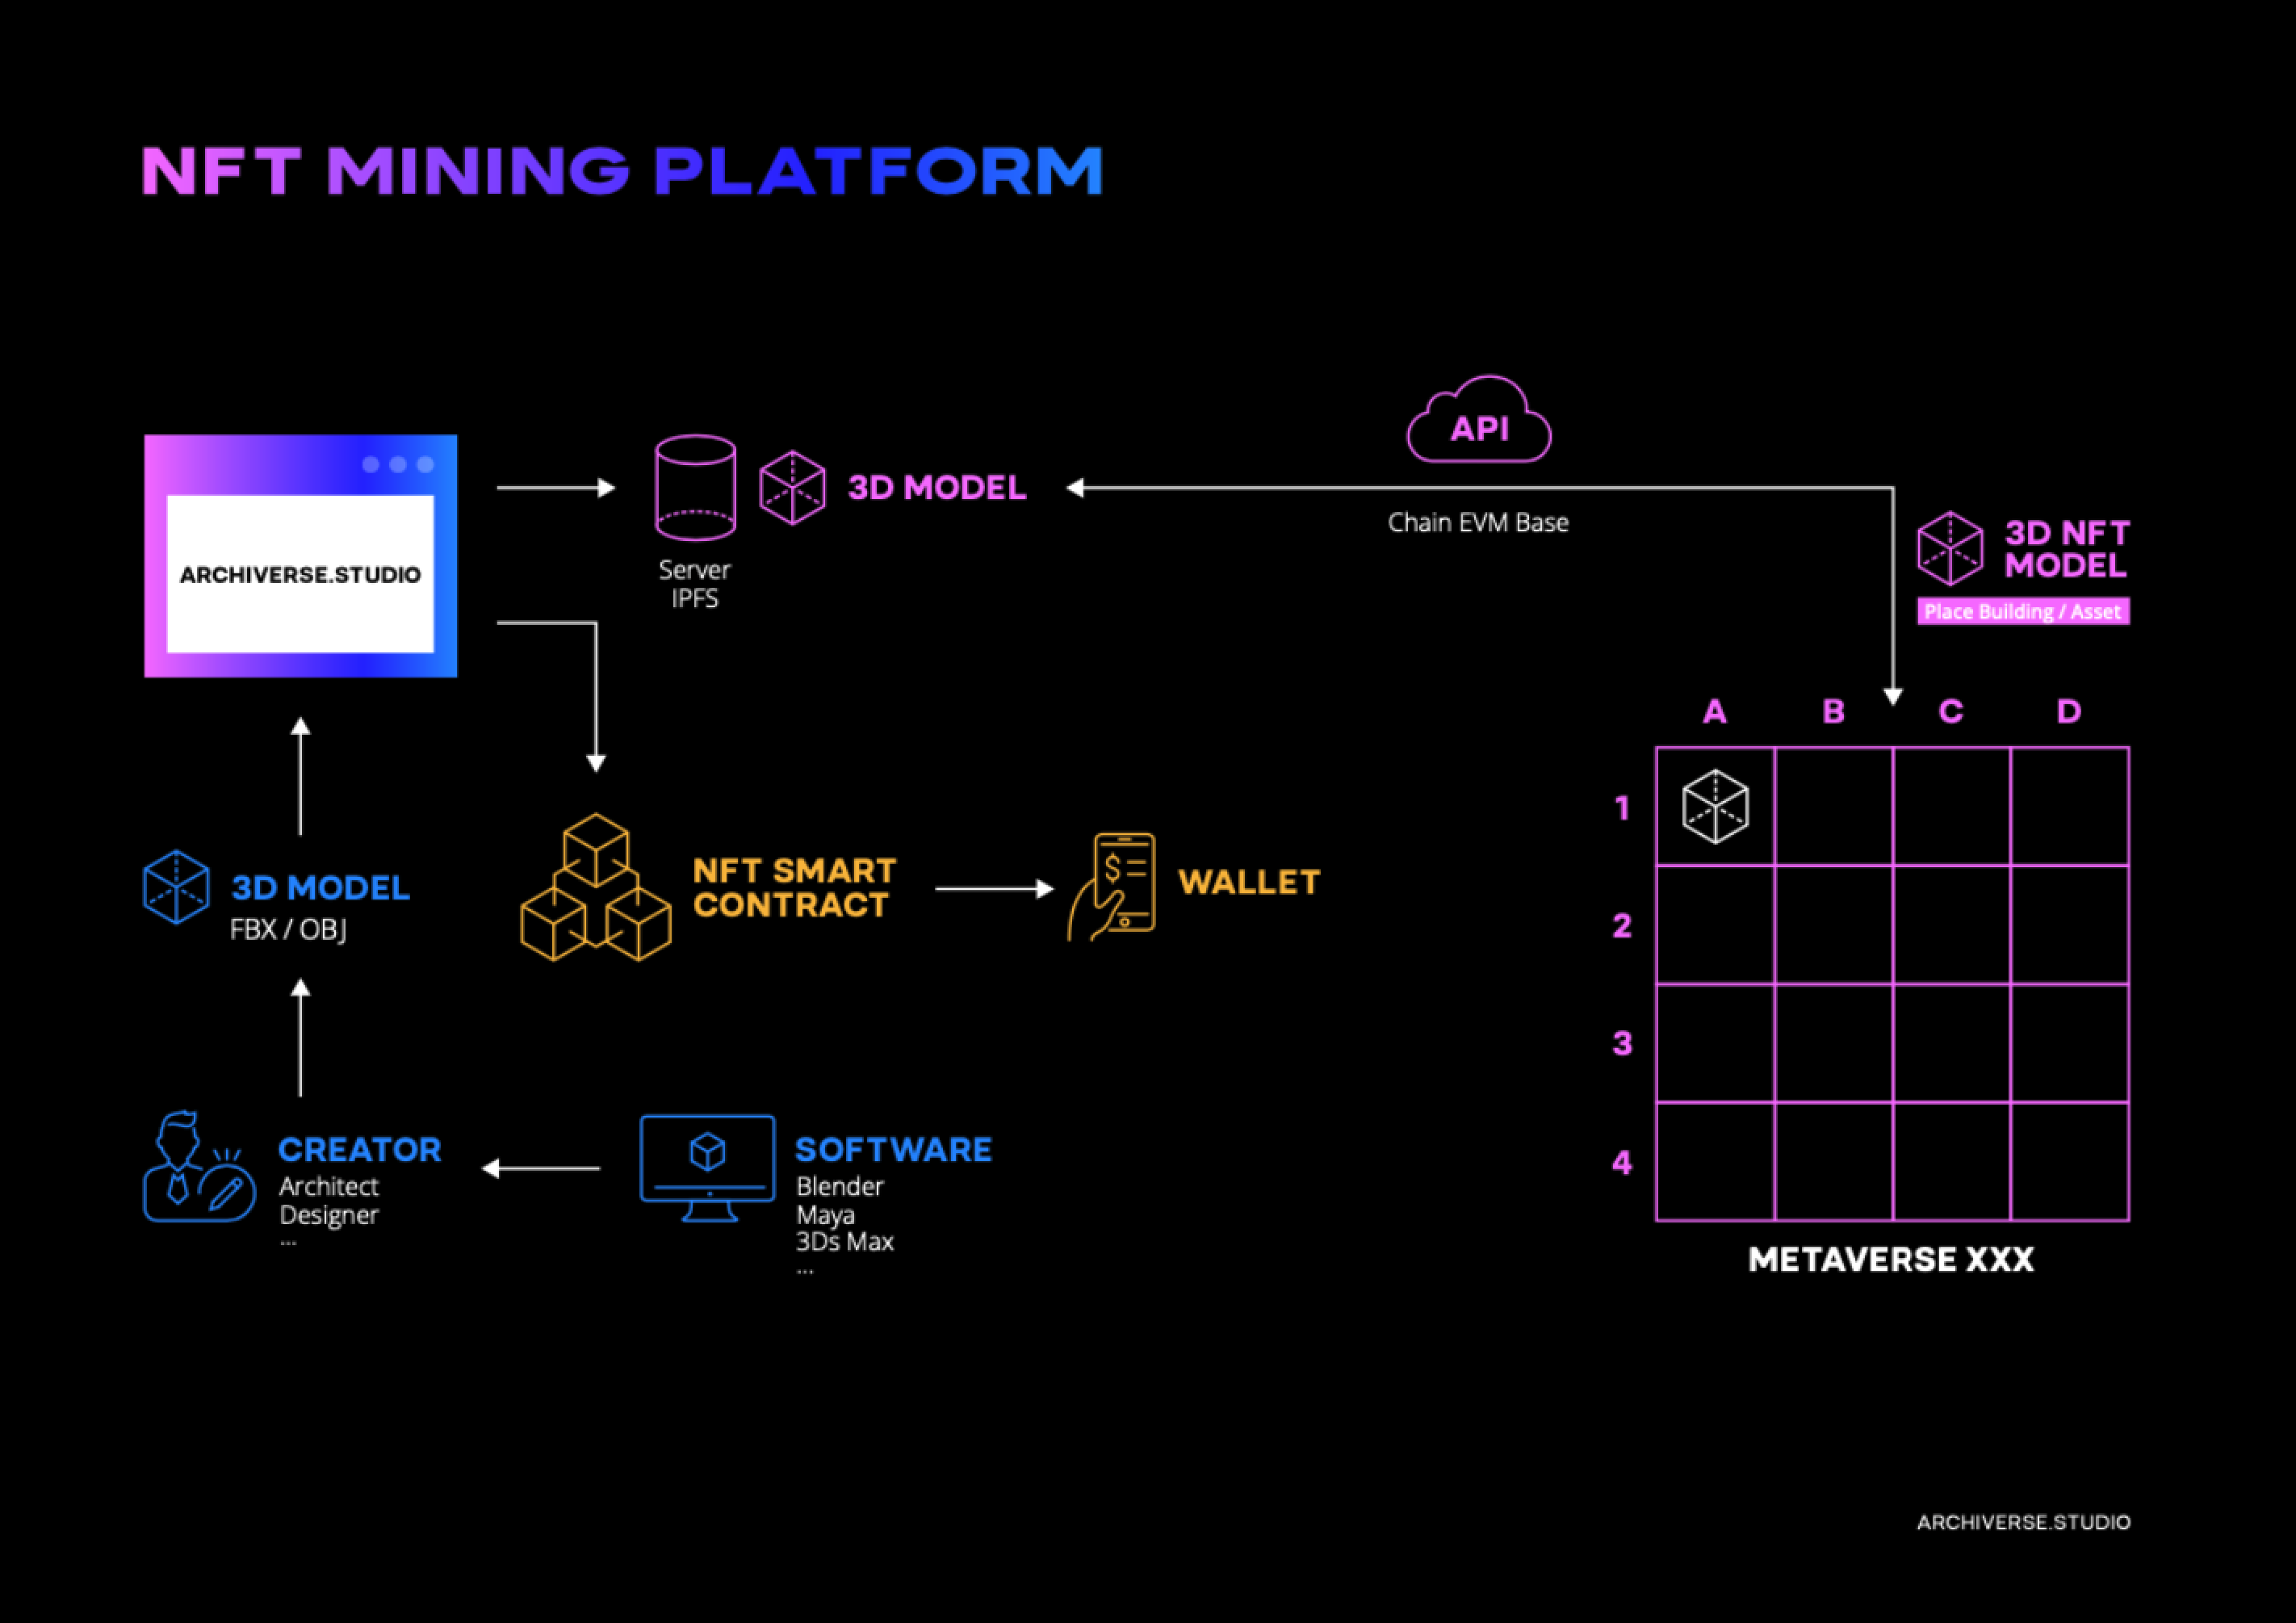 NFT MINING PLATFORM
ARCHIVERSE.STUDIO
Server
IPFS
3D MODEL
API
Chain EVM Base
3D NFT
MODEL
Place Building / Asset
3D MODEL
FBX / OBJ
NFT SMART
CONTRACT
$
WALLET
CREATOR
Architect
Designer
...
SOFTWARE
Blender
Maya
3Ds Max
...
A B C D
1
2
3
4
METAVERSE XXX
ARCHIVERSE.STUDIO